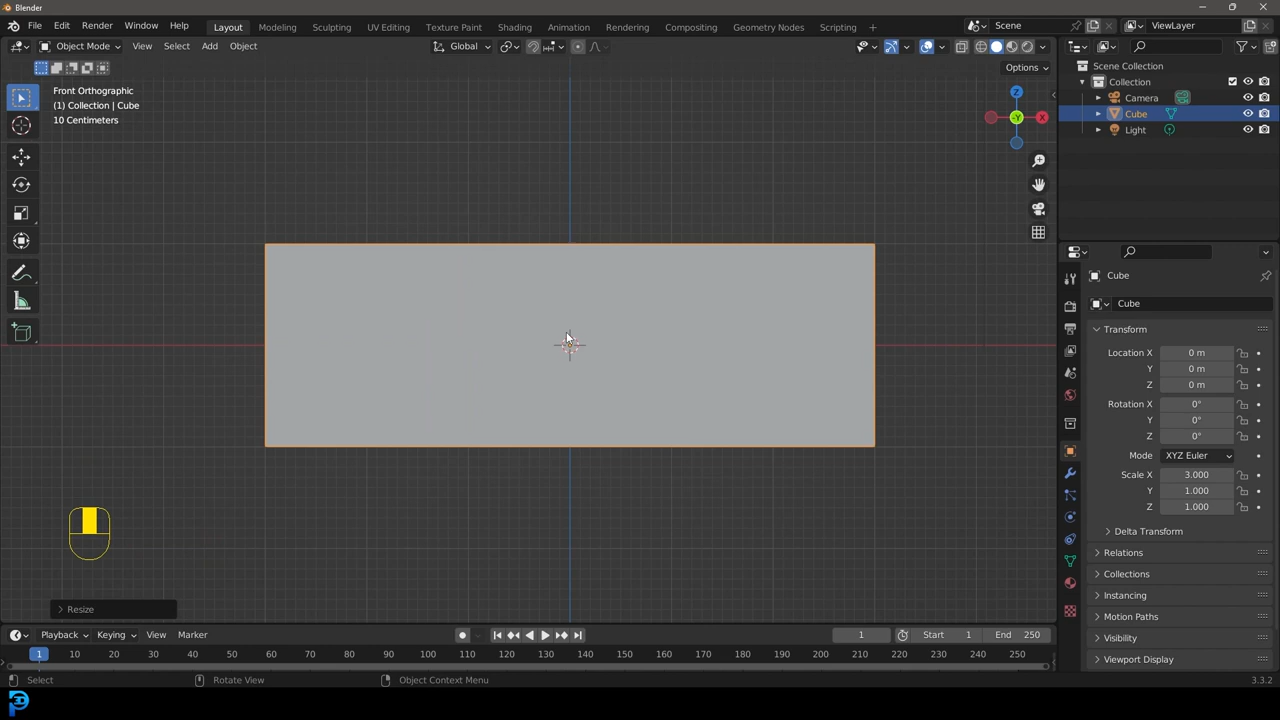 Blender
File Edit Render Window Help Layout Modeling Sculpting UV Editing Texture Paint Shading Animation Rendering Compositing Geometry Nodes Scripting + Scene ViewLayer
Object Mode View Select Add Object Global
Options
Front Orthographic
(1) Collection | Cube
10 Centimeters
Z
-Y
X
Scene Collection
Collection
Camera
Cube
Light
Cube
Cube
Transform
Location X 0 m
Y 0 m
Z 0 m
Rotation X 0°
Y 0°
Z 0°
Mode XYZ Euler
Scale X 3.000
Y 1.000
Z 1.000
Delta Transform
Relations
Collections
Instancing
Motion Paths
Visibility
Viewport Display
Resize
Playback Keying View Marker 1 Start 1 End 250
1 10 20 30 40 50 60 70 80 90 100 110 120 130 140 150 160 170 180 190 200 210 220 230 240 250
Select Rotate View Object Context Menu 3.3.2